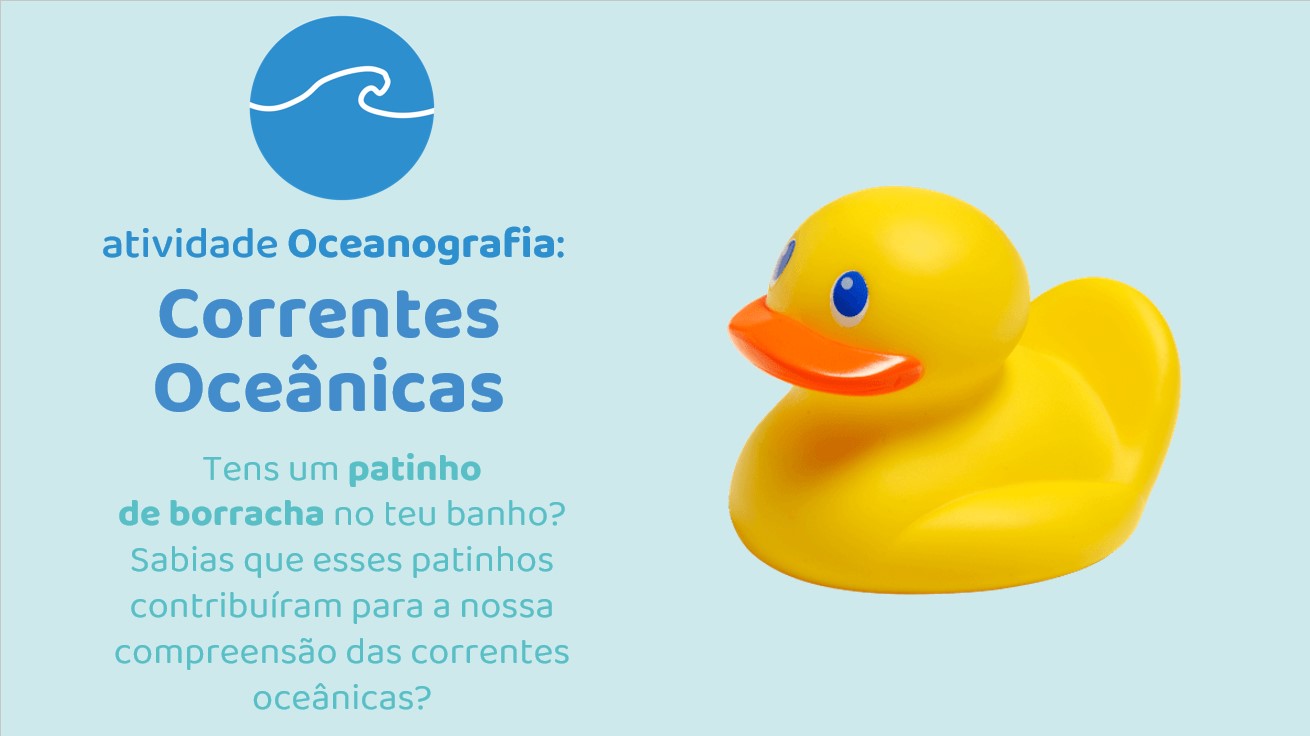 atividade Oceanografia:
Correntes
Oceânicas
Tens um patinho
de borracha no teu banho?
Sabias que esses patinhos
contribuíram para a nossa
compreensão das correntes
oceânicas?